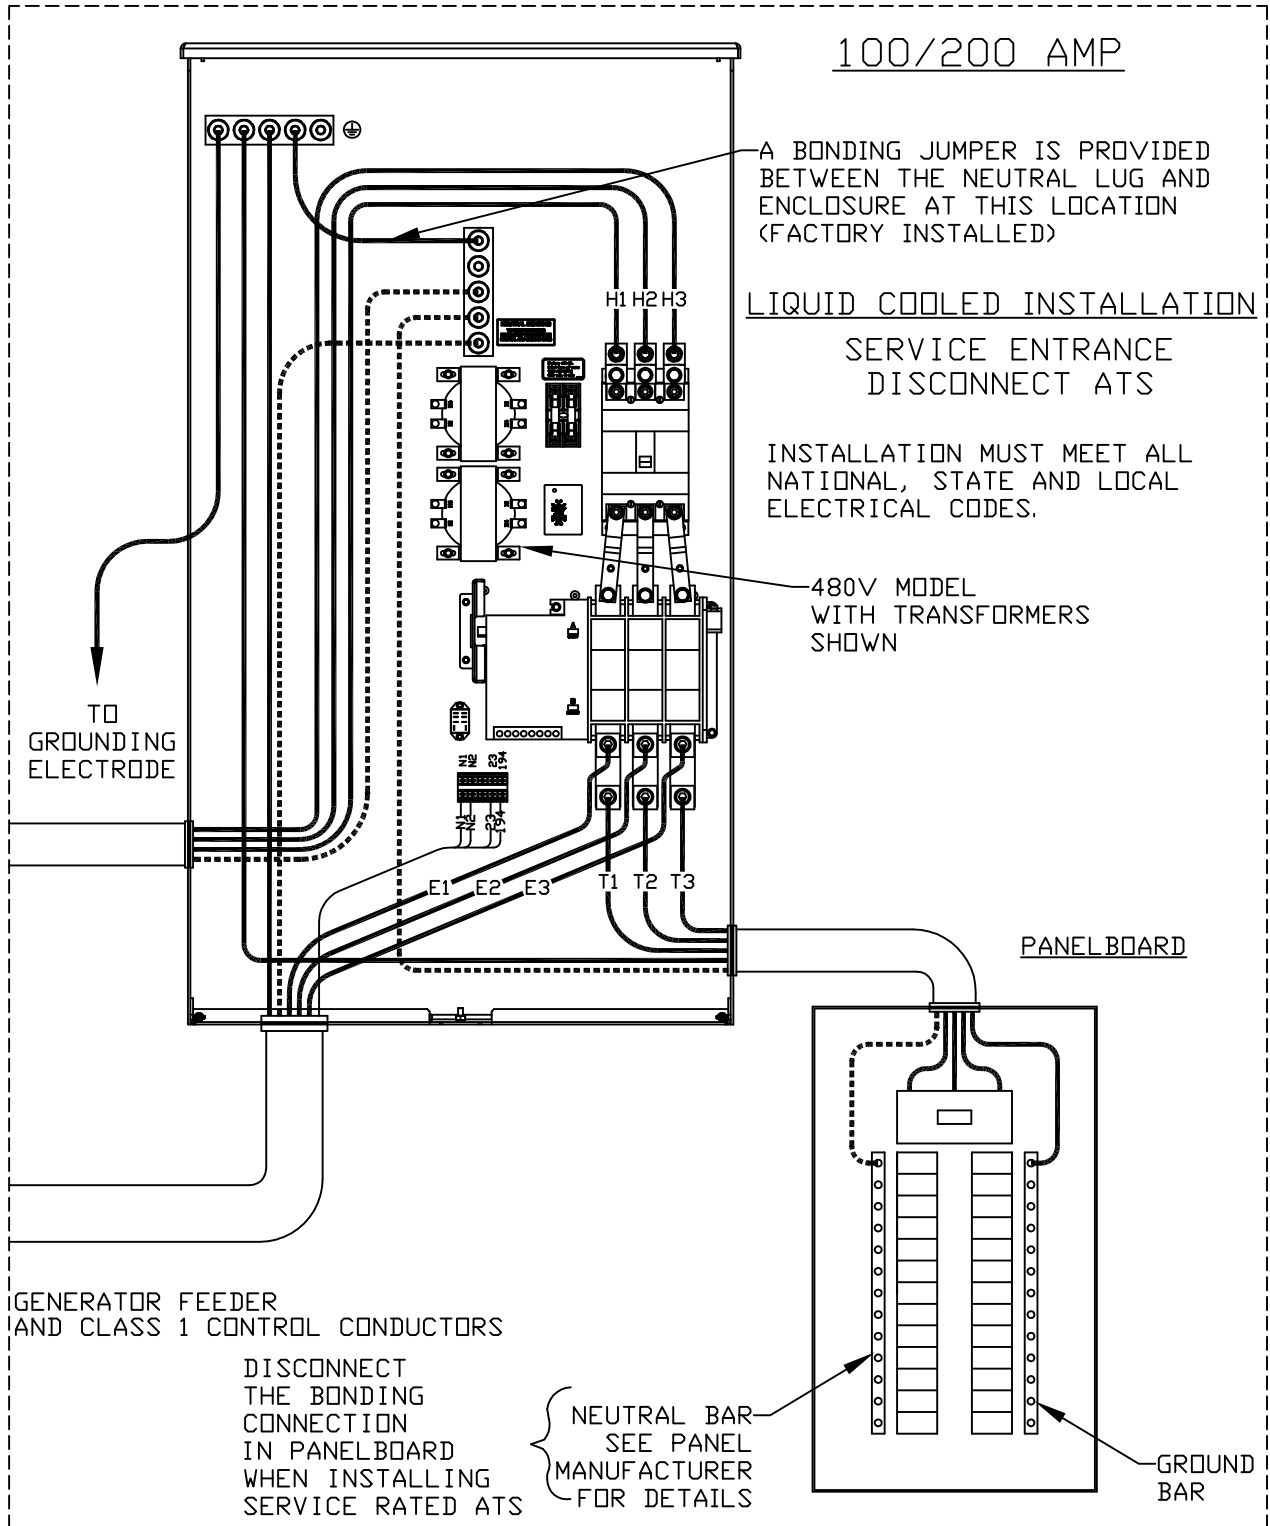 100/200 AMP
A BONDING JUMPER IS PROVIDED
BETWEEN THE NEUTRAL LUG AND
ENCLOSURE AT THIS LOCATION
(FACTORY INSTALLED)
H1 H2 H3
LIQUID COOLED INSTALLATION
SERVICE ENTRANCE
DISCONNECT ATS
INSTALLATION MUST MEET ALL
NATIONAL, STATE AND LOCAL
ELECTRICAL CODES.
480V MODEL
WITH TRANSFORMERS
SHOWN
A
B
TO
GROUNDING
ELECTRODE
N1
N2
23
194
N1
N2
23
194
E1 E2 E3 T1 T2 T3
PANELBOARD
GENERATOR FEEDER
AND CLASS 1 CONTROL CONDUCTORS
DISCONNECT
THE BONDING
CONNECTION
IN PANELBOARD
WHEN INSTALLING
SERVICE RATED ATS
NEUTRAL BAR
SEE PANEL
MANUFACTURER
FOR DETAILS
GROUND
BAR